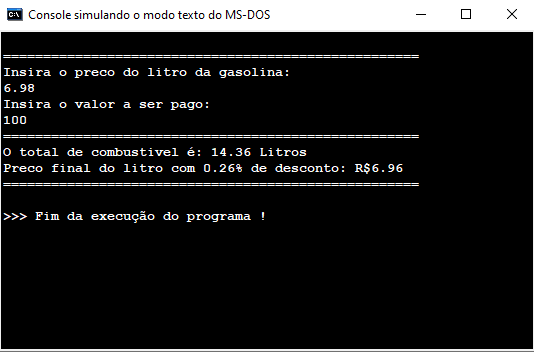 Console simulando o modo texto do MS-DOS
====================================================
Insira o preco do litro da gasolina:
6.98
Insira o valor a ser pago:
100
====================================================
O total de combustivel é: 14.36 Litros
Preco final do litro com 0.26% de desconto: R$6.96
====================================================
>>> Fim da execução do programa !